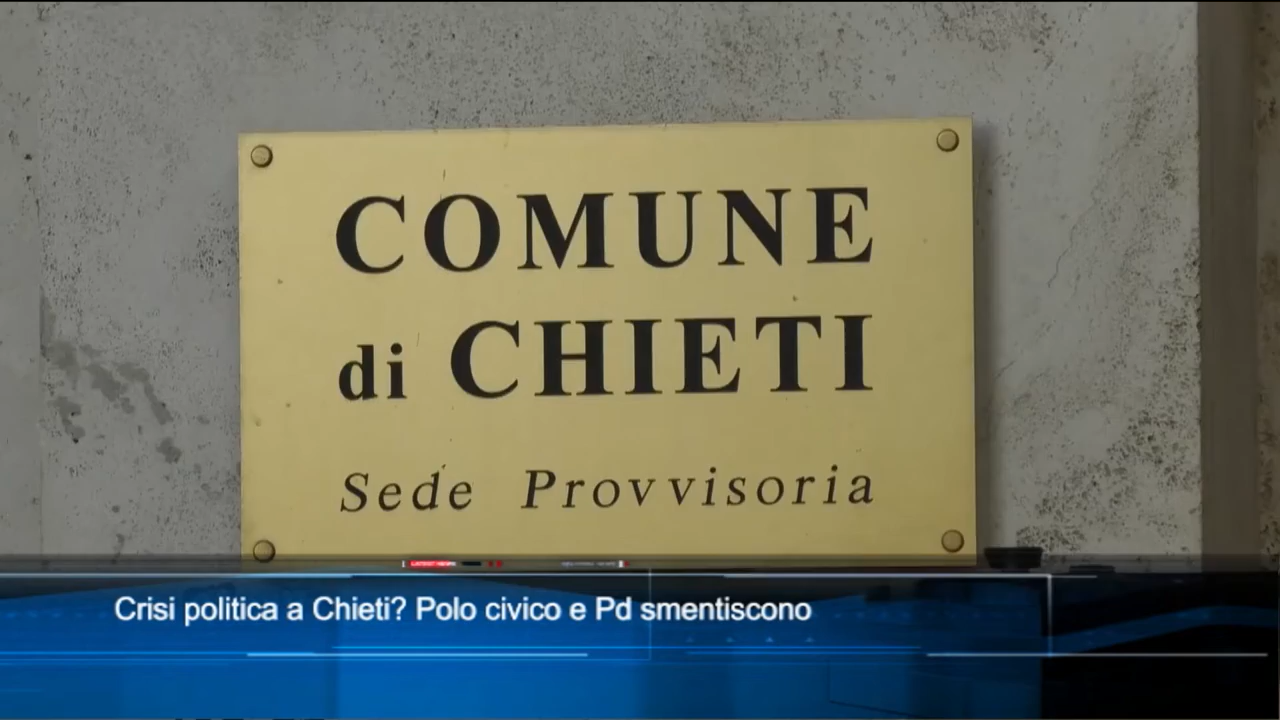 COMUNE
di CHIETI
Sede Provvisoria
Crisi politica a Chieti? Polo civico e Pd smentiscono